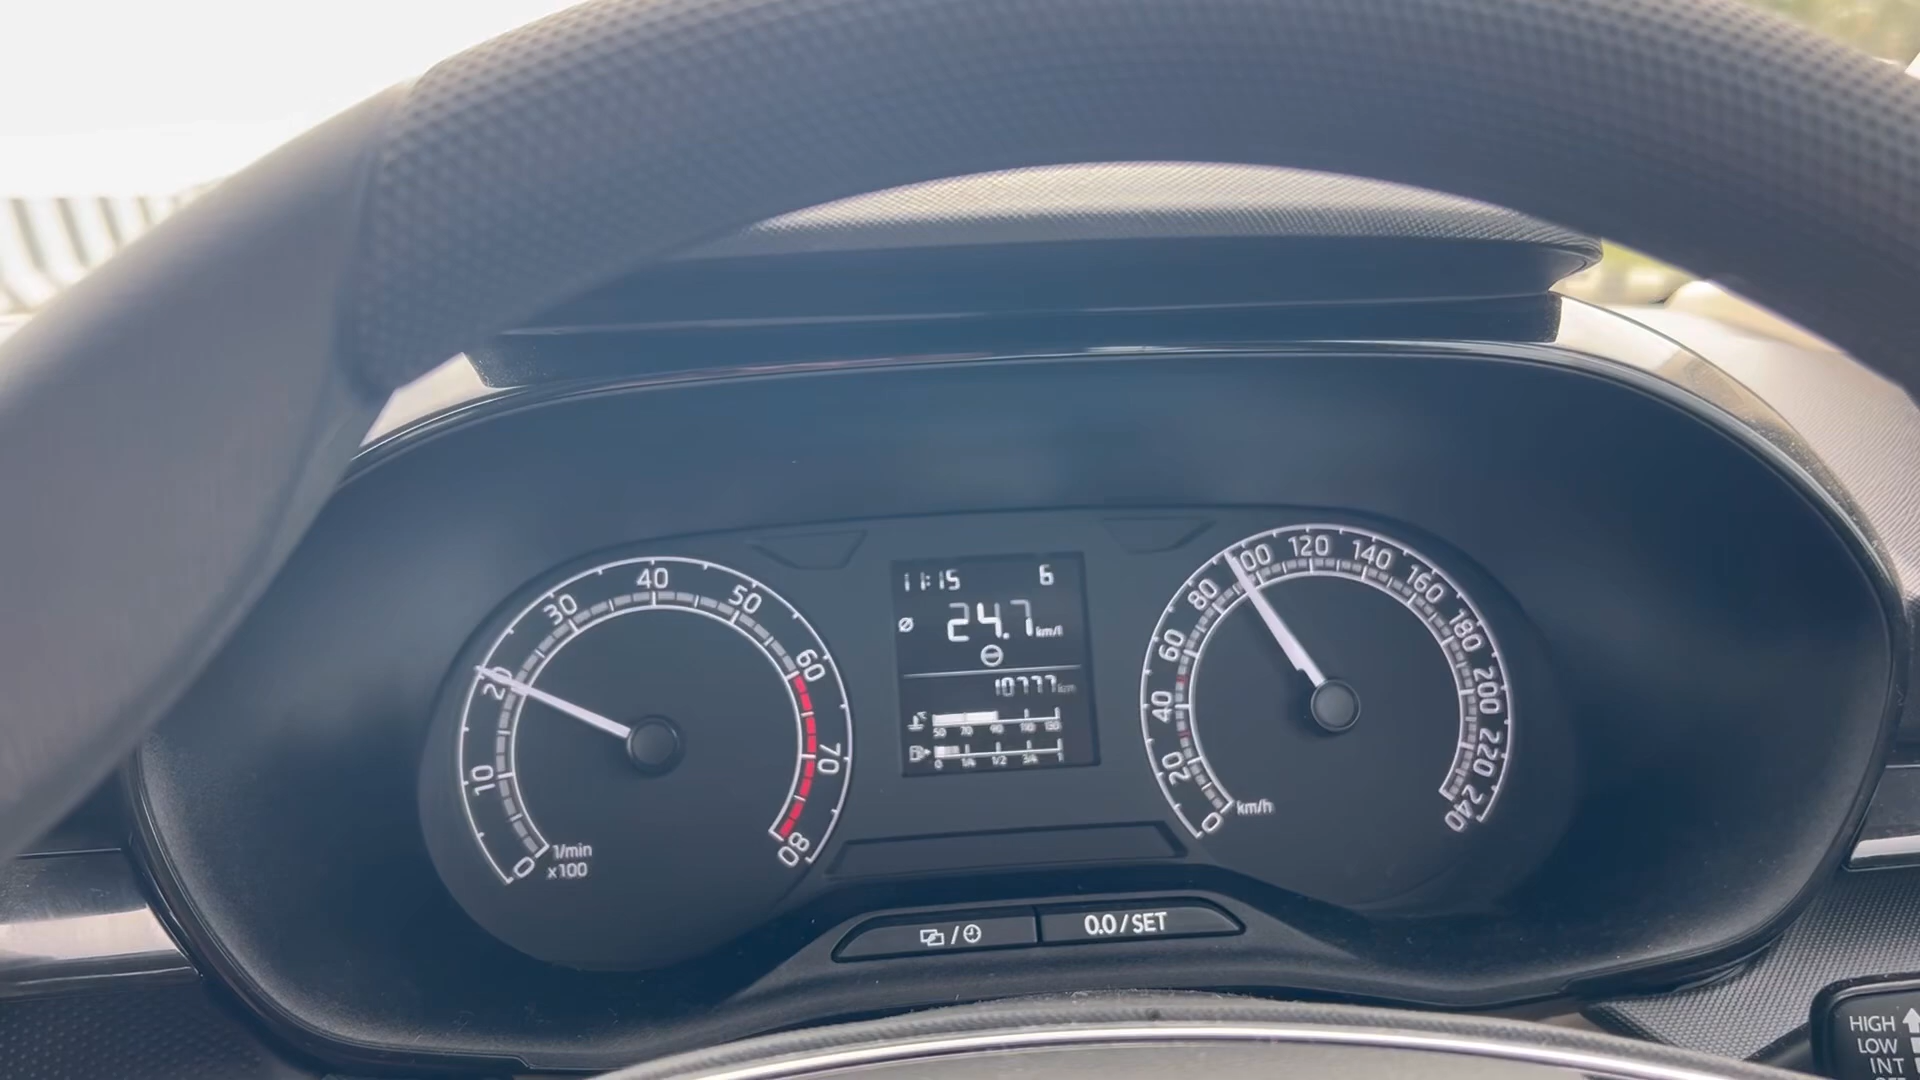 0
10
20
30
40
50
60
70
80
1/min
x100
11:15 6
Ø 24.7 km/l
10777 km
50 70 90 110 130
0 1/4 1/2 3/4 1
0
20
40
60
80
100
120
140
160
180
200
220
240
km/h
0.0 / SET
HIGH
LOW
INT